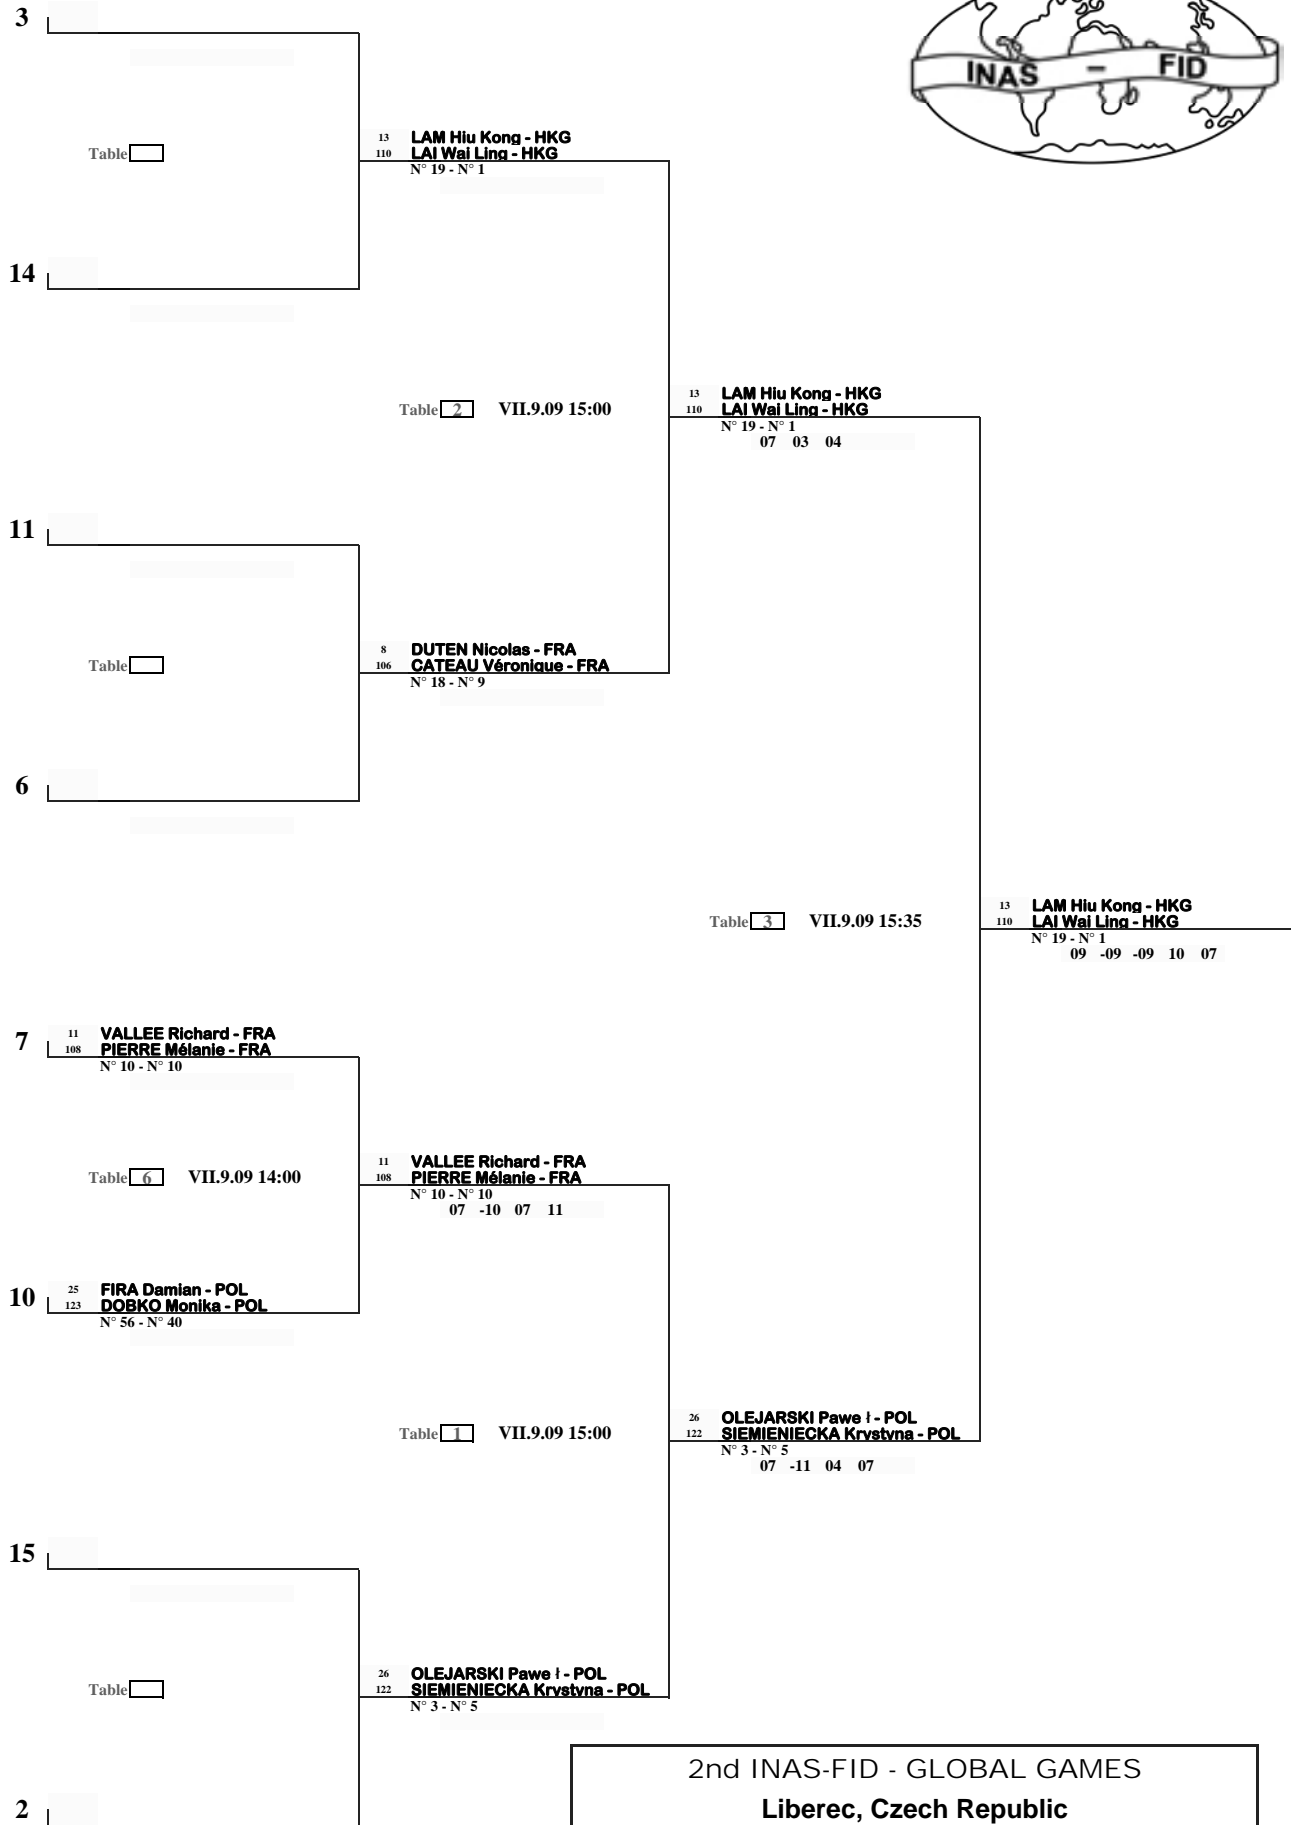 3
INAS - FID
13 LAM Hiu Kong - HKG
110 LAI Wai Ling - HKG
Table
N° 19 - N° 1
14
13 LAM Hiu Kong - HKG
Table 2 VII.9.09 15:00
110 LAI Wai Ling - HKG
N° 19 - N° 1
07 03 04
11
8 DUTEN Nicolas - FRA
Table
106 CATEAU Véronique - FRA
N° 18 - N° 9
6
13 LAM Hiu Kong - HKG
Table 3 VII.9.09 15:35
110 LAI Wai Ling - HKG
N° 19 - N° 1
09 -09 -09 10 07
7
11 VALLEE Richard - FRA
108 PIERRE Mélanie - FRA
N° 10 - N° 10
11 VALLEE Richard - FRA
Table 6 VII.9.09 14:00
108 PIERRE Mélanie - FRA
N° 10 - N° 10
07 -10 07 11
10
25 FIRA Damian - POL
123 DOBKO Monika - POL
N° 56 - N° 40
26 OLEJARSKI Pawe ł - POL
Table 1 VII.9.09 15:00
122 SIEMIENIECKA Krystyna - POL
N° 3 - N° 5
07 -11 04 07
15
26 OLEJARSKI Pawe ł - POL
Table
122 SIEMIENIECKA Krystyna - POL
N° 3 - N° 5
2nd INAS-FID - GLOBAL GAMES
2
Liberec, Czech Republic